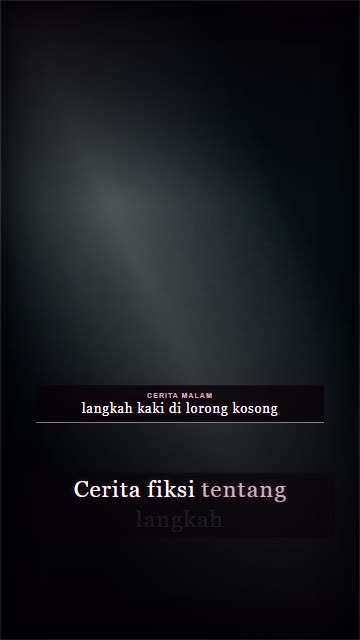 CERITA MALAM
langkah kaki di lorong kosong
Cerita fiksi tentang
langkah